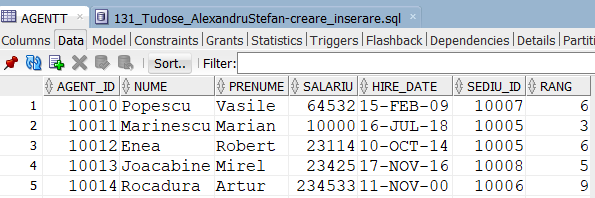 AGENTT × 131_Tudose_AlexandruStefan-creare_inserare.sql ×
Columns Data Model Constraints Grants Statistics Triggers Flashback Dependencies Details Partiti
Sort.. Filter:
AGENT_ID NUME PRENUME SALARIU HIRE_DATE SEDIU_ID RANG
1 10010 Popescu Vasile 64532 15-FEB-09 10007 6
2 10011 Marinescu Marian 10000 16-JUL-18 10005 3
3 10012 Enea Robert 23114 10-OCT-14 10005 6
4 10013 Joacabine Mirel 23425 17-NOV-16 10008 5
5 10014 Rocadura Artur 234533 11-NOV-00 10006 9